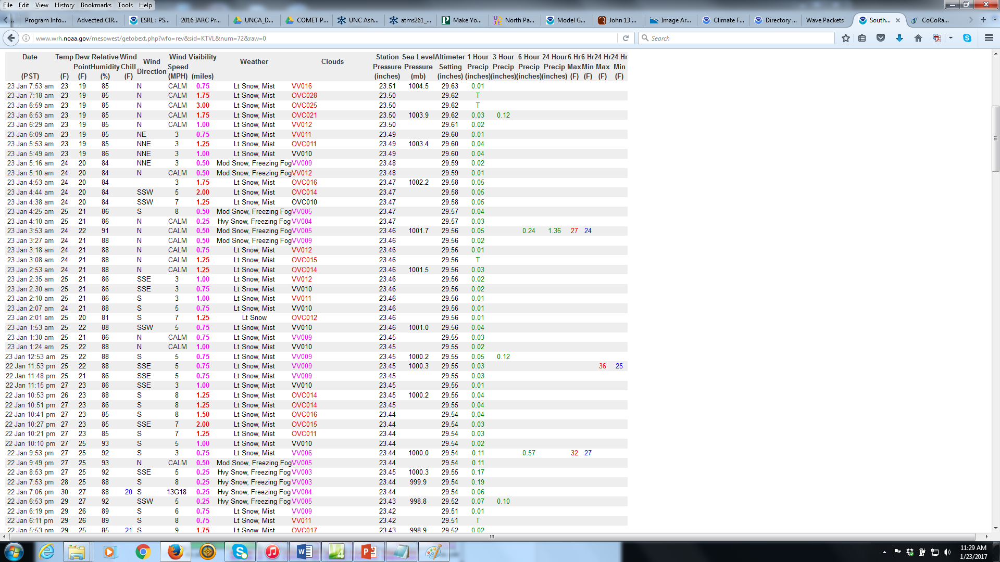 File Edit View History Bookmarks Tools Help
Program Info... Advected CIR... ESRL : PS... 2016 IARC Pr... UNCA_D... COMET P... UNC Ash... atms261_... Make Yo... North Pa... Model G... John 13 ... Image Ar... Climate F... Directory ... Wave Packets South... CoCoRa...
www.wrh.noaa.gov/mesowest/getobext.php?wfo=rev&sid=KTVL&num=72&raw=0 Search
Date Temp Dew Relative Wind Wind Wind Visibility Weather Clouds Station Sea Level Altimeter 1 Hour 3 Hour 6 Hour 24 Hour 6 Hr 6 Hr 24 Hr 24 Hr
Point Humidity Chill Direction Speed Pressure Pressure Setting Precip Precip Precip Precip Max Min Max Min
(PST) (F) (F) (%) (F) (MPH) (miles) (inches) (mb) (inches) (inches) (inches) (inches) (inches) (F) (F) (F) (F)
23 Jan 7:53 am 23 19 85 N CALM 0.75 Lt Snow, Mist VV016 23.51 1004.5 29.63 0.01
23 Jan 7:18 am 23 19 85 N CALM 1.75 Lt Snow, Mist OVC028 23.50 29.62 T
23 Jan 6:59 am 23 19 85 N CALM 3.00 Lt Snow, Mist OVC025 23.50 29.62 T
23 Jan 6:53 am 23 19 85 N CALM 1.75 Lt Snow, Mist OVC021 23.50 1003.9 29.62 0.03 0.12
23 Jan 6:29 am 23 19 85 N CALM 1.00 Lt Snow, Mist VV012 23.50 29.61 0.02
23 Jan 6:09 am 23 19 85 NE 3 0.75 Lt Snow, Mist VV011 23.49 29.60 0.01
23 Jan 5:53 am 23 19 85 NNE 3 1.25 Lt Snow, Mist OVC011 23.49 1003.4 29.60 0.04
23 Jan 5:49 am 23 19 86 NNE 3 1.00 Lt Snow, Mist VV010 23.49 29.60 0.04
23 Jan 5:16 am 24 20 84 NNE 3 0.50 Mod Snow, Freezing Fog VV009 23.48 29.59 0.02
23 Jan 5:10 am 24 20 84 N CALM 0.50 Mod Snow, Freezing Fog VV012 23.48 29.59 0.01
23 Jan 4:53 am 24 20 84 3 1.75 Lt Snow, Mist OVC016 23.47 1002.2 29.58 0.05
23 Jan 4:44 am 24 20 84 SSW 5 2.00 Lt Snow, Mist OVC014 23.47 29.58 0.05
23 Jan 4:38 am 24 20 84 SSW 7 1.25 Lt Snow, Mist OVC010 23.47 29.58 0.05
23 Jan 4:25 am 25 21 86 S 8 0.50 Mod Snow, Freezing Fog VV005 23.47 29.57 0.04
23 Jan 4:10 am 25 21 86 N CALM 0.25 Hvy Snow, Freezing Fog VV004 23.47 29.57 0.03
23 Jan 3:53 am 24 22 91 N CALM 0.50 Mod Snow, Freezing Fog VV005 23.46 1001.7 29.56 0.05 0.24 1.36 27 24
23 Jan 3:27 am 24 21 88 N CALM 0.50 Mod Snow, Freezing Fog VV009 23.46 29.56 0.02
23 Jan 3:18 am 24 21 88 N CALM 0.75 Lt Snow, Mist VV012 23.46 29.56 0.01
23 Jan 3:08 am 24 21 88 N CALM 1.25 Lt Snow, Mist OVC015 23.46 29.56 T
23 Jan 2:53 am 24 21 88 N CALM 1.25 Lt Snow, Mist OVC014 23.46 1001.5 29.56 0.03
23 Jan 2:35 am 25 21 86 SSE 3 1.00 Lt Snow, Mist VV012 23.46 29.56 0.02
23 Jan 2:30 am 25 21 86 SSE 3 0.75 Lt Snow, Mist VV010 23.46 29.56 0.02
23 Jan 2:10 am 25 21 86 S 3 1.00 Lt Snow, Mist VV011 23.46 29.56 0.01
23 Jan 2:07 am 24 21 88 S 5 0.75 Lt Snow, Mist VV010 23.46 29.56 0.01
23 Jan 2:01 am 25 20 81 S 7 1.25 Lt Snow OVC012 23.46 29.56 0.01
23 Jan 1:53 am 25 22 88 SSW 5 0.75 Lt Snow, Mist VV010 23.46 1001.0 29.56 0.04
23 Jan 1:30 am 25 21 86 N CALM 0.75 Lt Snow, Mist VV009 23.45 29.55 0.03
23 Jan 1:24 am 25 22 88 N CALM 1.00 Lt Snow, Mist VV010 23.45 29.55 0.02
23 Jan 12:53 am 25 22 88 S 5 0.75 Lt Snow, Mist VV009 23.45 1000.2 29.55 0.05 0.12
22 Jan 11:53 pm 25 22 88 SSE 5 0.75 Lt Snow, Mist VV009 23.45 1000.3 29.55 0.03 36 25
22 Jan 11:48 pm 25 21 86 SSE 5 0.75 Lt Snow, Mist VV009 23.45 29.55 0.03
22 Jan 11:15 pm 27 23 86 SSE 3 1.00 Lt Snow, Mist VV010 23.45 29.55 0.01
22 Jan 10:53 pm 26 23 88 S 8 1.25 Lt Snow, Mist OVC014 23.45 1000.2 29.55 0.04
22 Jan 10:51 pm 27 23 86 S 8 1.25 Lt Snow, Mist OVC014 23.45 29.55 0.04
22 Jan 10:41 pm 27 23 85 S 8 1.50 Lt Snow, Mist OVC016 23.44 29.54 0.04
22 Jan 10:27 pm 27 23 85 SSE 7 2.00 Lt Snow, Mist OVC015 23.44 29.54 0.03
22 Jan 10:21 pm 27 23 85 S 7 1.25 Lt Snow, Mist OVC011 23.44 29.54 0.03
22 Jan 10:10 pm 27 25 93 S 5 1.00 Lt Snow, Mist VV010 23.44 29.54 0.02
22 Jan 9:53 pm 27 25 92 S 3 0.75 Lt Snow, Mist VV006 23.44 1000.0 29.54 0.11 0.57 32 27
22 Jan 9:49 pm 27 25 93 N CALM 0.50 Mod Snow, Freezing Fog VV005 23.44 29.54 0.11
22 Jan 8:53 pm 27 25 92 SSE 5 0.25 Hvy Snow, Freezing Fog VV003 23.45 1000.3 29.55 0.17
22 Jan 7:53 pm 28 25 88 S 8 0.25 Hvy Snow, Freezing Fog VV003 23.44 999.9 29.54 0.19
22 Jan 7:06 pm 30 27 88 20 S 13G18 0.25 Hvy Snow, Freezing Fog VV004 23.44 29.54 0.06
22 Jan 6:53 pm 29 27 92 SSW 5 0.25 Hvy Snow, Freezing Fog VV005 23.43 998.8 29.52 0.07 0.10
22 Jan 6:19 pm 29 26 89 S 6 0.75 Lt Snow, Mist VV009 23.42 29.51 0.01
22 Jan 6:11 pm 29 26 89 S 8 0.75 Lt Snow, Mist VV011 23.42 29.51 T
22 Jan 5:53 pm 29 25 85 21 S 9 1.75 Lt Snow, Mist OVC017 23.43 998.9 29.52 0.02
11:29 AM
1/23/2017